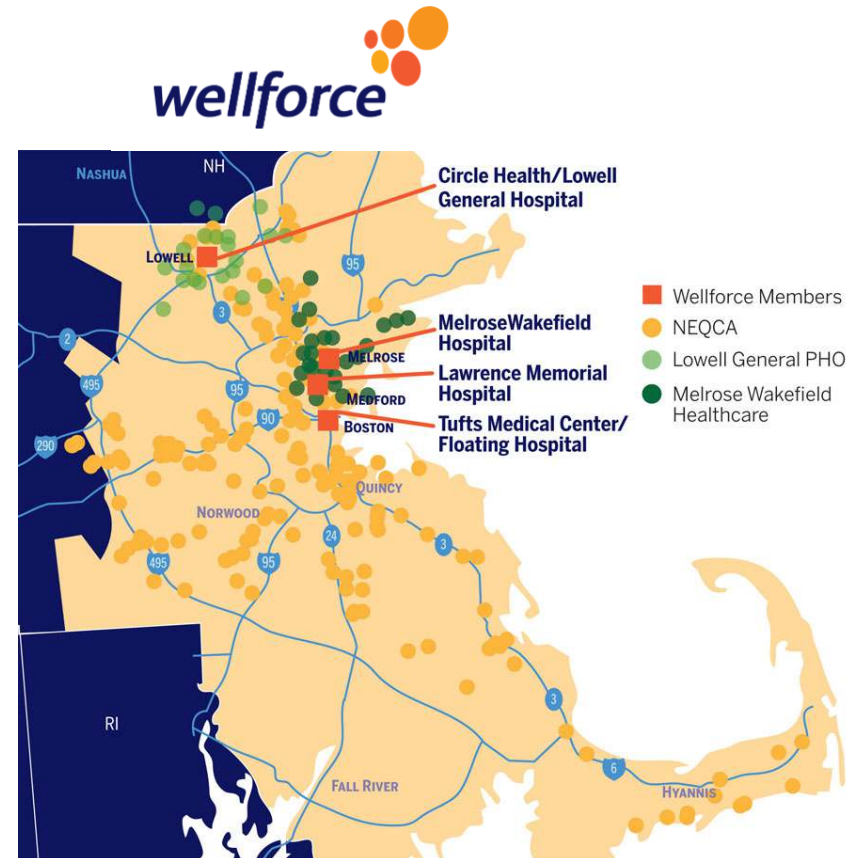 wellforce
NH
NASHUA
Circle Health/Lowell
General Hospital
LOWELL
95
3
2
Wellforce Members
NEQCA
Lowell General PHO
Melrose Wakefield
Healthcare
MelroseWakefield
Hospital
MELROSE
Lawrence Memorial
Hospital
495
95
MEDFORD
90
BOSTON
Tufts Medical Center/
Floating Hospital
290
QUINCY
NORWOOD
24
3
495
95
RI
3
6
FALL RIVER
HYANNIS